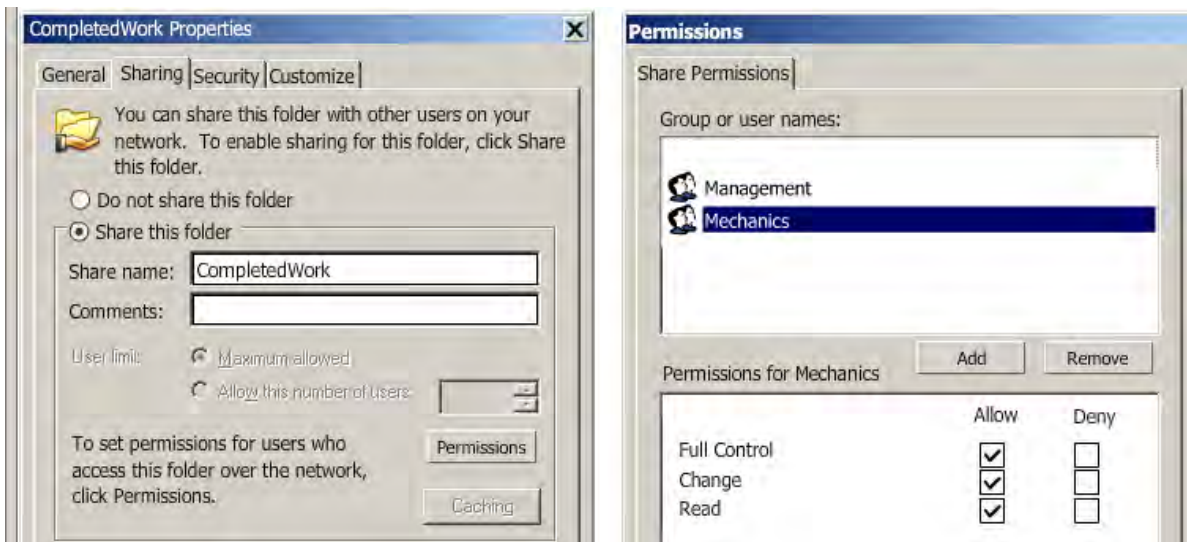 CompletedWork Properties
General Sharing Security Customize
You can share this folder with other users on your
network. To enable sharing for this folder, click Share
this folder.
Do not share this folder
Share this folder
Share name: CompletedWork
Comments:
User limit: Maximum allowed
Allow this number of users:
To set permissions for users who
access this folder over the network,
click Permissions.
Permissions
Caching
Permissions
Share Permissions
Group or user names:
Management
Mechanics
Add Remove
Permissions for Mechanics
Allow Deny
Full Control
Change
Read